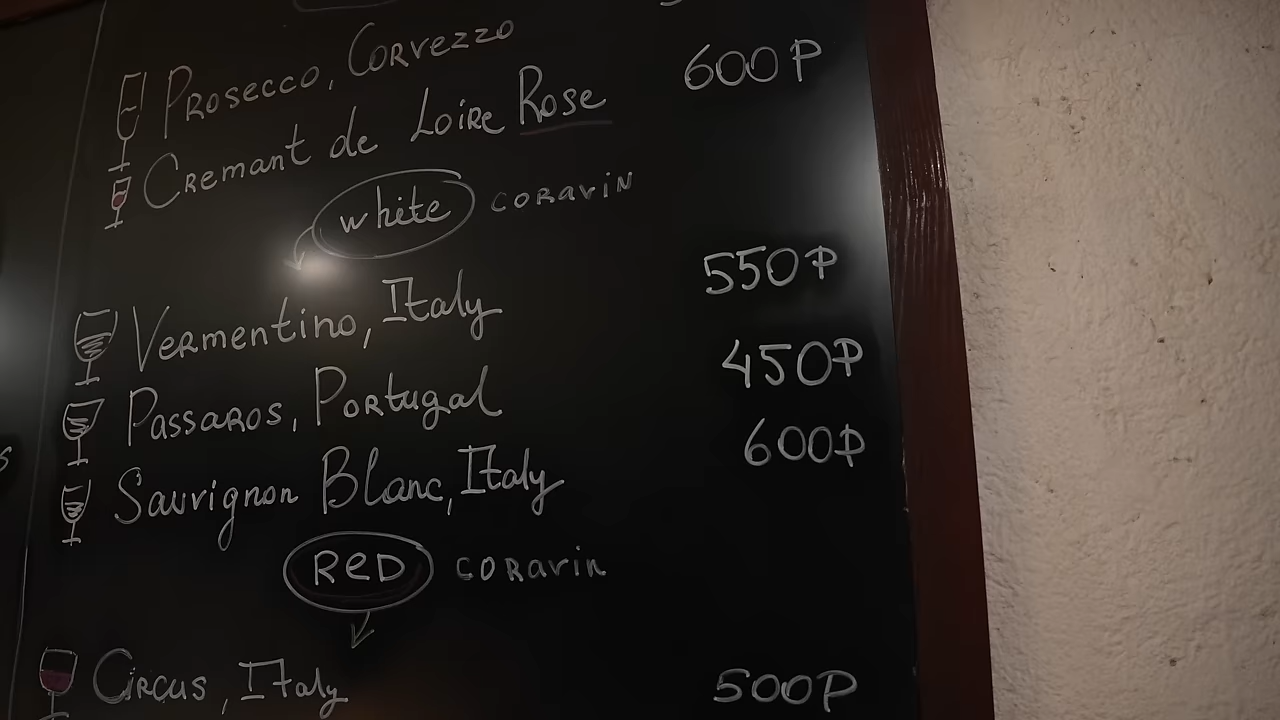 Prosecco, Corvezzo
Cremant de Loire Rose 600₽
white coravin
Vermentino, Italy 550₽
Passaros, Portugal 450₽
Sauvignon Blanc, Italy 600₽
Red coravin
Circus, Italy 500₽